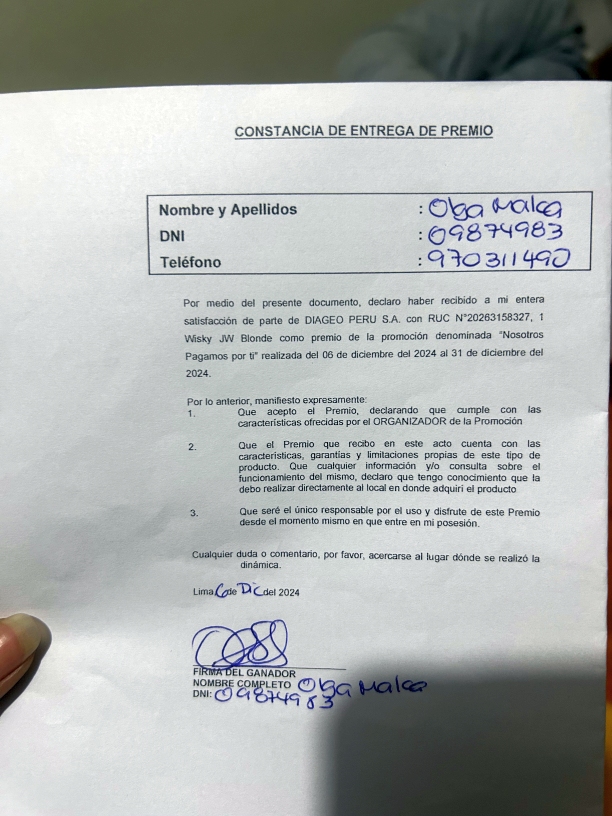 CONSTANCIA DE ENTREGA DE PREMIO
Nombre y Apellidos : Olga Malca
DNI : 09874983
Teléfono : 970311490
Por medio del presente documento, declaro haber recibido a mi entera
satisfacción de parte de DIAGEO PERU S.A. con RUC N°20263158327, 1
Wisky JW Blonde como premio de la promoción denominada "Nosotros
Pagamos por ti" realizada del 06 de diciembre del 2024 al 31 de diciembre del
2024.
Por lo anterior, manifiesto expresamente:
1. Que acepto el Premio, declarando que cumple con las
características ofrecidas por el ORGANIZADOR de la Promoción
2. Que el Premio que recibo en este acto cuenta con las
características, garantías y limitaciones propias de este tipo de
producto. Que cualquier información y/o consulta sobre el
funcionamiento del mismo, declaro que tengo conocimiento que la
debo realizar directamente al local en donde adquirí el producto
3. Que seré el único responsable por el uso y disfrute de este Premio
desde el momento mismo en que entre en mi posesión.
Cualquier duda o comentario, por favor, acercarse al lugar dónde se realizó la
dinámica.
Lima 6 de Dic del 2024
FIRMA DEL GANADOR
NOMBRE COMPLETO Olga Malca
DNI: 09874983